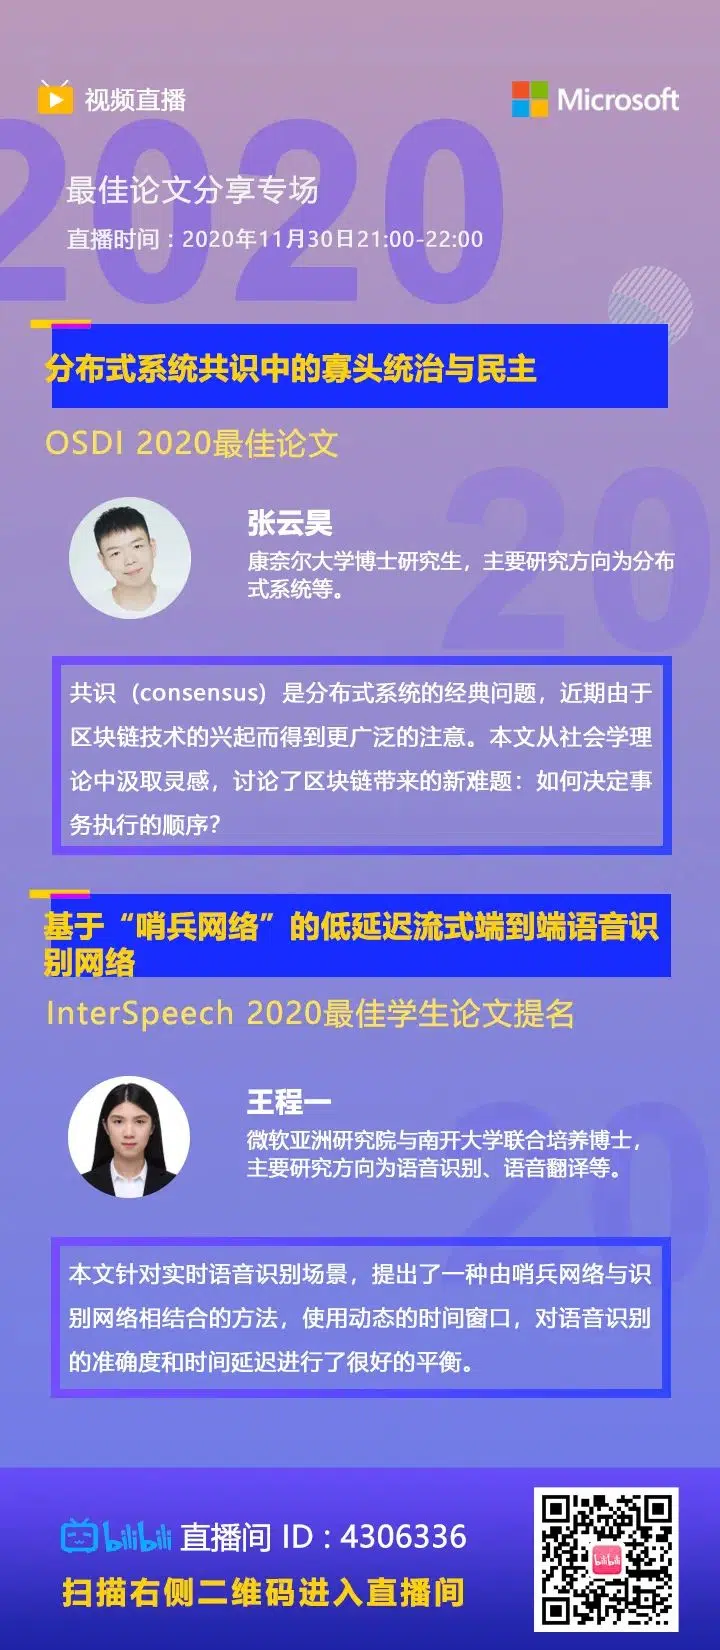 视频直播
Microsoft
2020
最佳论文分享专场
直播时间：2020年11月30日21:00-22:00
分布式系统共识中的寡头统治与民主
OSDI 2020最佳论文
20
张云昊
康奈尔大学博士研究生，主要研究方向为分布
式系统等。
共识（consensus）是分布式系统的经典问题，近期由于
区块链技术的兴起而得到更广泛的注意。本文从社会学理
论中汲取灵感，讨论了区块链带来的新难题：如何决定事
务执行的顺序？
基于“哨兵网络”的低延迟流式端到端语音识
别网络
InterSpeech 2020最佳学生论文提名
20
王程一
微软亚洲研究院与南开大学联合培养博士，
主要研究方向为语音识别、语音翻译等。
本文针对实时语音识别场景，提出了一种由哨兵网络与识
别网络相结合的方法，使用动态的时间窗口，对语音识别
的准确度和时间延迟进行了很好的平衡。
bilibili 直播间 ID：4306336
扫描右侧二维码进入直播间
bilibili